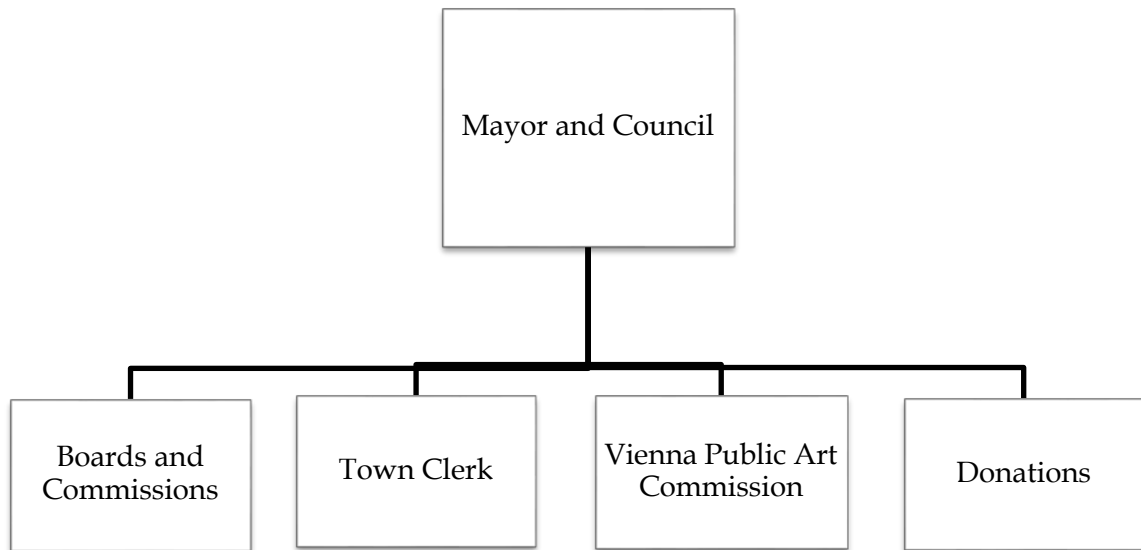 Mayor and Council
Boards and
Commissions
Town Clerk
Vienna Public Art
Commission
Donations